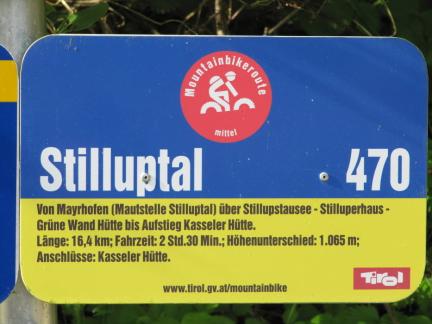 Mountainbikeroute
mittel
Stilluptal 470
Von Mayrhofen (Mautstelle Stilluptal) über Stillupstausee - Stilluperhaus -
Grüne Wand Hütte bis Aufstieg Kasseler Hütte.
Länge: 16,4 km; Fahrzeit: 2 Std.30 Min.; Höhenunterschied: 1.065 m;
Anschlüsse: Kasseler Hütte.
www.tirol.gv.at/mountainbike
Tirol